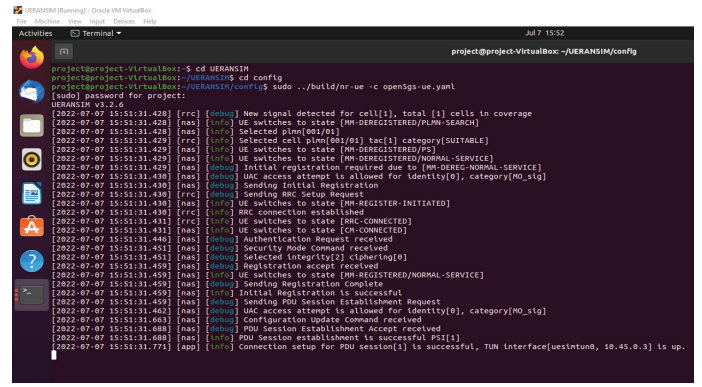 UERANSIM [Running] - Oracle VM VirtualBox
File Machine View Input Devices Help
Activities Terminal Jul 7 15:52
project@project-VirtualBox: ~/UERANSIM/config
project@project-VirtualBox:~$ cd UERANSIM
project@project-VirtualBox:~/UERANSIM$ cd config
project@project-VirtualBox:~/UERANSIM/config$ sudo ../build/nr-ue -c open5gs-ue.yaml
[sudo] password for project:
UERANSIM v3.2.6
[2022-07-07 15:51:31.428] [rrc] [debug] New signal detected for cell[1], total [1] cells in coverage
[2022-07-07 15:51:31.428] [nas] [info] UE switches to state [MM-DEREGISTERED/PLMN-SEARCH]
[2022-07-07 15:51:31.428] [nas] [info] Selected plmn[001/01]
[2022-07-07 15:51:31.429] [rrc] [info] Selected cell plmn[001/01] tac[1] category[SUITABLE]
[2022-07-07 15:51:31.429] [nas] [info] UE switches to state [MM-DEREGISTERED/PS]
[2022-07-07 15:51:31.429] [nas] [info] UE switches to state [MM-DEREGISTERED/NORMAL-SERVICE]
[2022-07-07 15:51:31.429] [nas] [debug] Initial registration required due to [MM-DEREG-NORMAL-SERVICE]
[2022-07-07 15:51:31.430] [nas] [debug] UAC access attempt is allowed for identity[0], category[MO_sig]
[2022-07-07 15:51:31.430] [nas] [debug] Sending Initial Registration
[2022-07-07 15:51:31.430] [rrc] [debug] Sending RRC Setup Request
[2022-07-07 15:51:31.430] [nas] [info] UE switches to state [MM-REGISTER-INITIATED]
[2022-07-07 15:51:31.430] [rrc] [info] RRC connection established
[2022-07-07 15:51:31.431] [rrc] [info] UE switches to state [RRC-CONNECTED]
[2022-07-07 15:51:31.431] [nas] [info] UE switches to state [CM-CONNECTED]
[2022-07-07 15:51:31.446] [nas] [debug] Authentication Request received
[2022-07-07 15:51:31.451] [nas] [debug] Security Mode Command received
[2022-07-07 15:51:31.451] [nas] [debug] Selected integrity[2] ciphering[0]
[2022-07-07 15:51:31.459] [nas] [debug] Registration accept received
[2022-07-07 15:51:31.459] [nas] [info] UE switches to state [MM-REGISTERED/NORMAL-SERVICE]
[2022-07-07 15:51:31.459] [nas] [debug] Sending Registration Complete
[2022-07-07 15:51:31.459] [nas] [info] Initial Registration is successful
[2022-07-07 15:51:31.459] [nas] [debug] Sending PDU Session Establishment Request
[2022-07-07 15:51:31.462] [nas] [debug] UAC access attempt is allowed for identity[0], category[MO_sig]
[2022-07-07 15:51:31.663] [nas] [debug] Configuration Update Command received
[2022-07-07 15:51:31.688] [nas] [debug] PDU Session Establishment Accept received
[2022-07-07 15:51:31.688] [nas] [info] PDU Session establishment is successful PSI[1]
[2022-07-07 15:51:31.771] [app] [info] Connection setup for PDU session[1] is successful, TUN interface[uesimtun0, 10.45.0.3] is up.